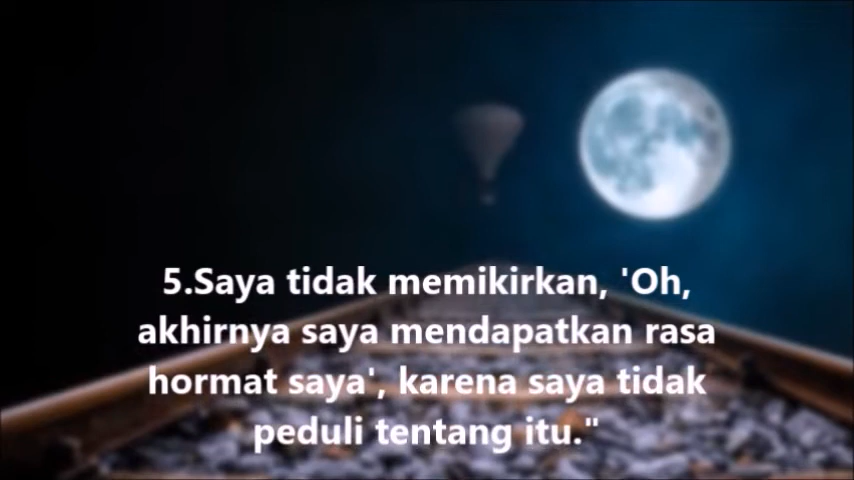 5.Saya tidak memikirkan, 'Oh,
akhirnya saya mendapatkan rasa
hormat saya', karena saya tidak
peduli tentang itu."